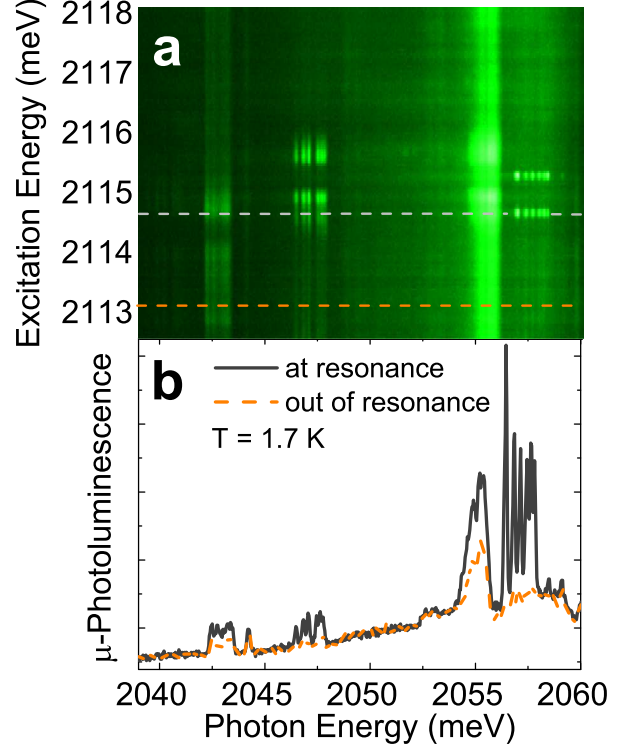 a
Excitation Energy (meV)
2118
2117
2116
2115
2114
2113
b
at resonance
out of resonance
T = 1.7 K
μ-Photoluminescence
2040 2045 2050 2055 2060
Photon Energy (meV)